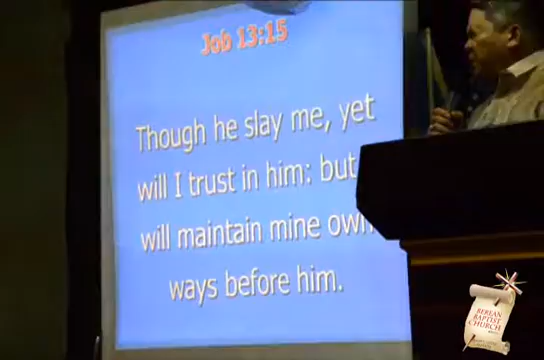 Job 13:15
Though he slay me, yet
will I trust in him: but
will maintain mine own
ways before him.
BEREAN
BAPTIST
CHURCH